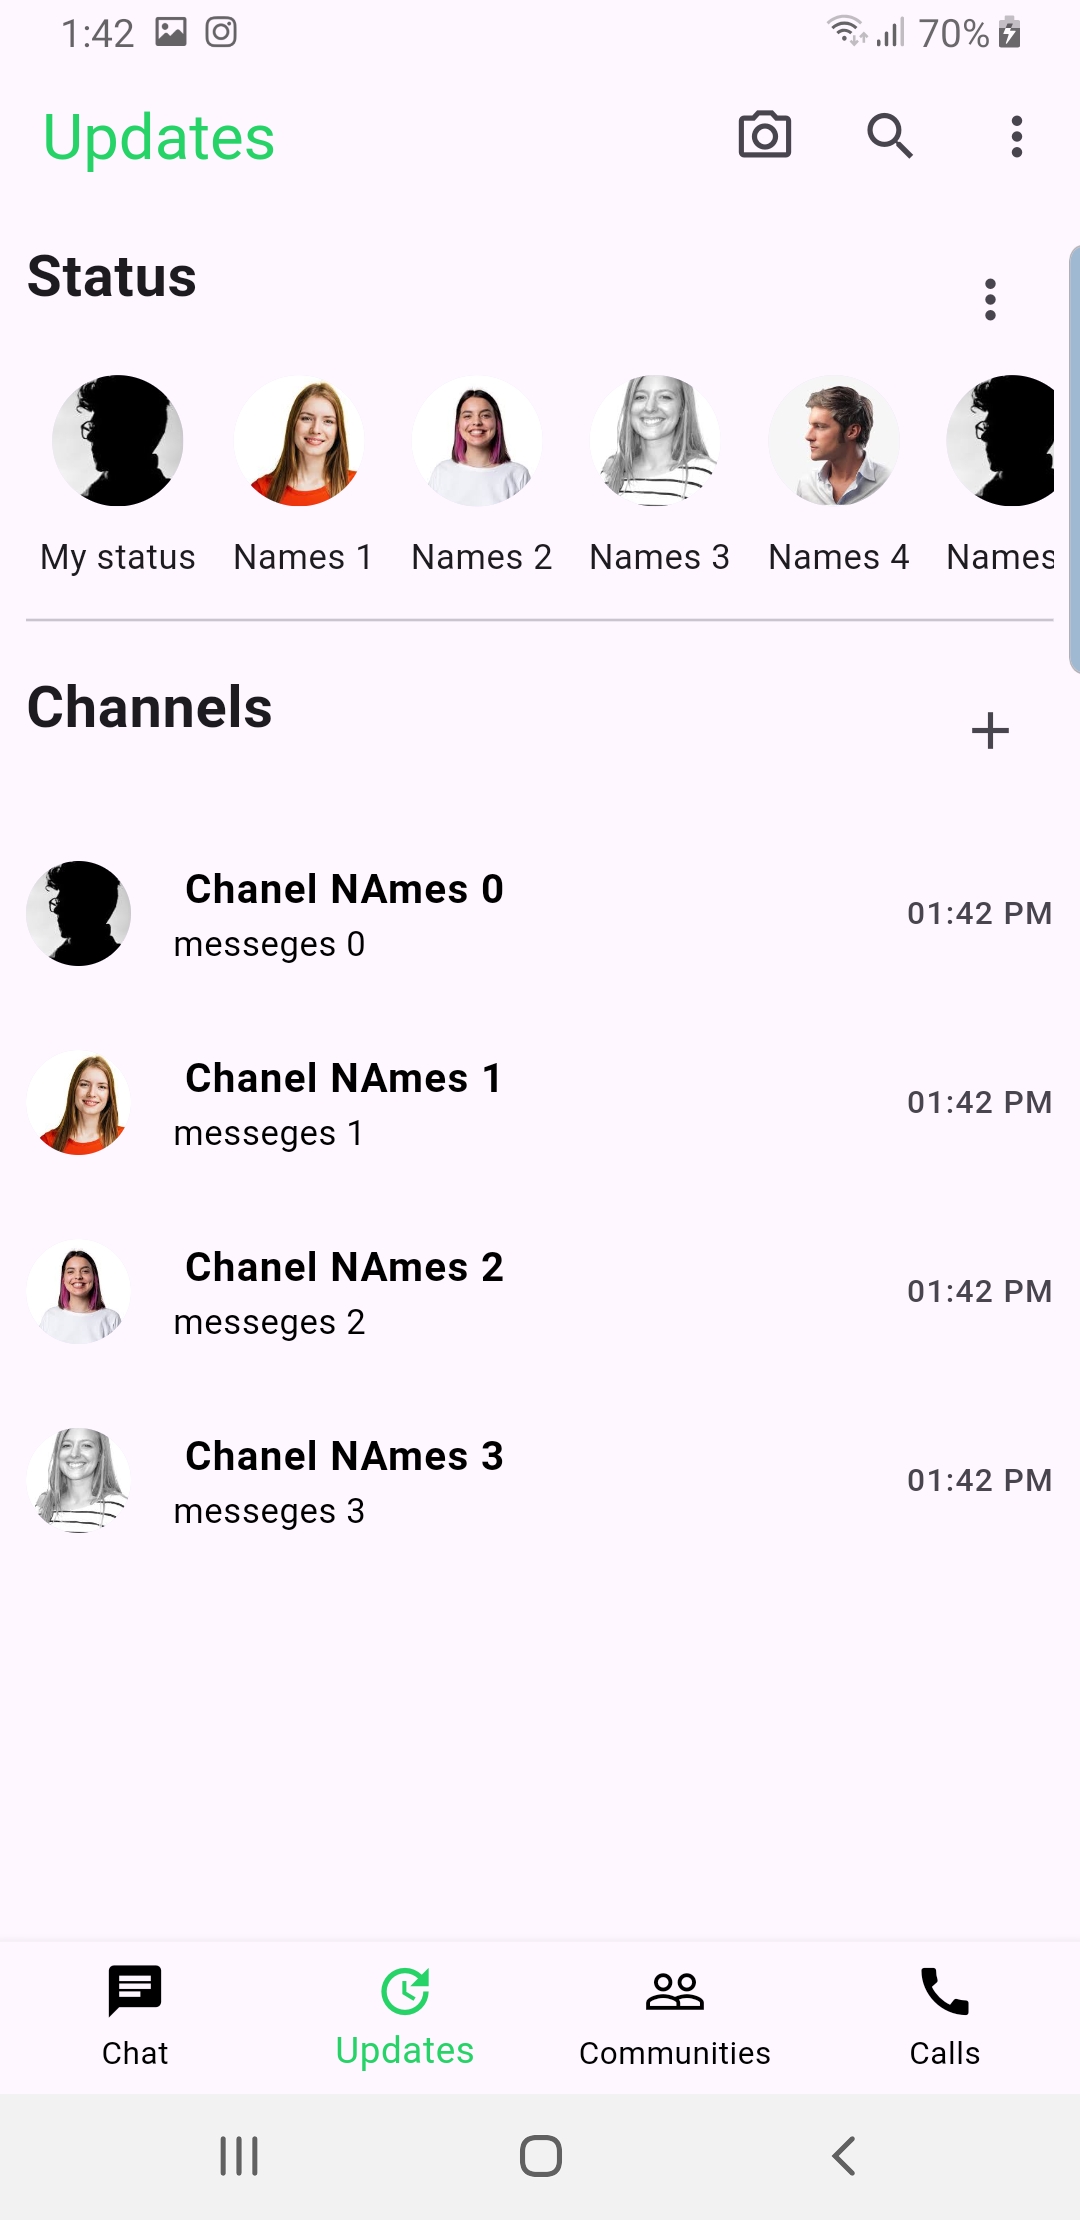 1:42 70%
Updates
Status
My status Names 1 Names 2 Names 3 Names 4 Names
Channels
Chanel NAmes 0
messeges 0
01:42 PM
Chanel NAmes 1
messeges 1
01:42 PM
Chanel NAmes 2
messeges 2
01:42 PM
Chanel NAmes 3
messeges 3
01:42 PM
Chat Updates Communities Calls